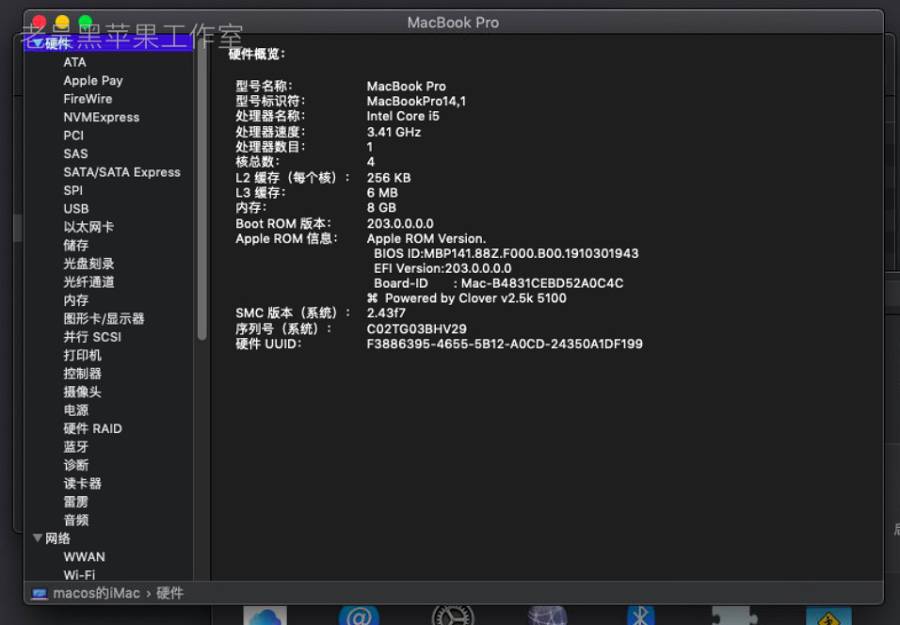 MacBook Pro
老吴黑苹果工作室
硬件
ATA
Apple Pay
FireWire
NVMExpress
PCI
SAS
SATA/SATA Express
SPI
USB
以太网卡
储存
光盘刻录
光纤通道
内存
图形卡/显示器
并行 SCSI
打印机
控制器
摄像头
电源
硬件 RAID
蓝牙
诊断
读卡器
雷雳
音频
网络
WWAN
Wi-Fi
硬件概览：
型号名称： MacBook Pro
型号标识符： MacBookPro14,1
处理器名称： Intel Core i5
处理器速度： 3.41 GHz
处理器数目： 1
核总数： 4
L2 缓存（每个核）： 256 KB
L3 缓存： 6 MB
内存： 8 GB
Boot ROM 版本： 203.0.0.0.0
Apple ROM 信息： Apple ROM Version.
BIOS ID:MBP141.88Z.F000.B00.1910301943
EFI Version:203.0.0.0.0
Board-ID : Mac-B4831CEBD52A0C4C
⌘ Powered by Clover v2.5k 5100
SMC 版本（系统）： 2.43f7
序列号（系统）： C02TG03BHV29
硬件 UUID： F3886395-4655-5B12-A0CD-24350A1DF199
macos的iMac › 硬件